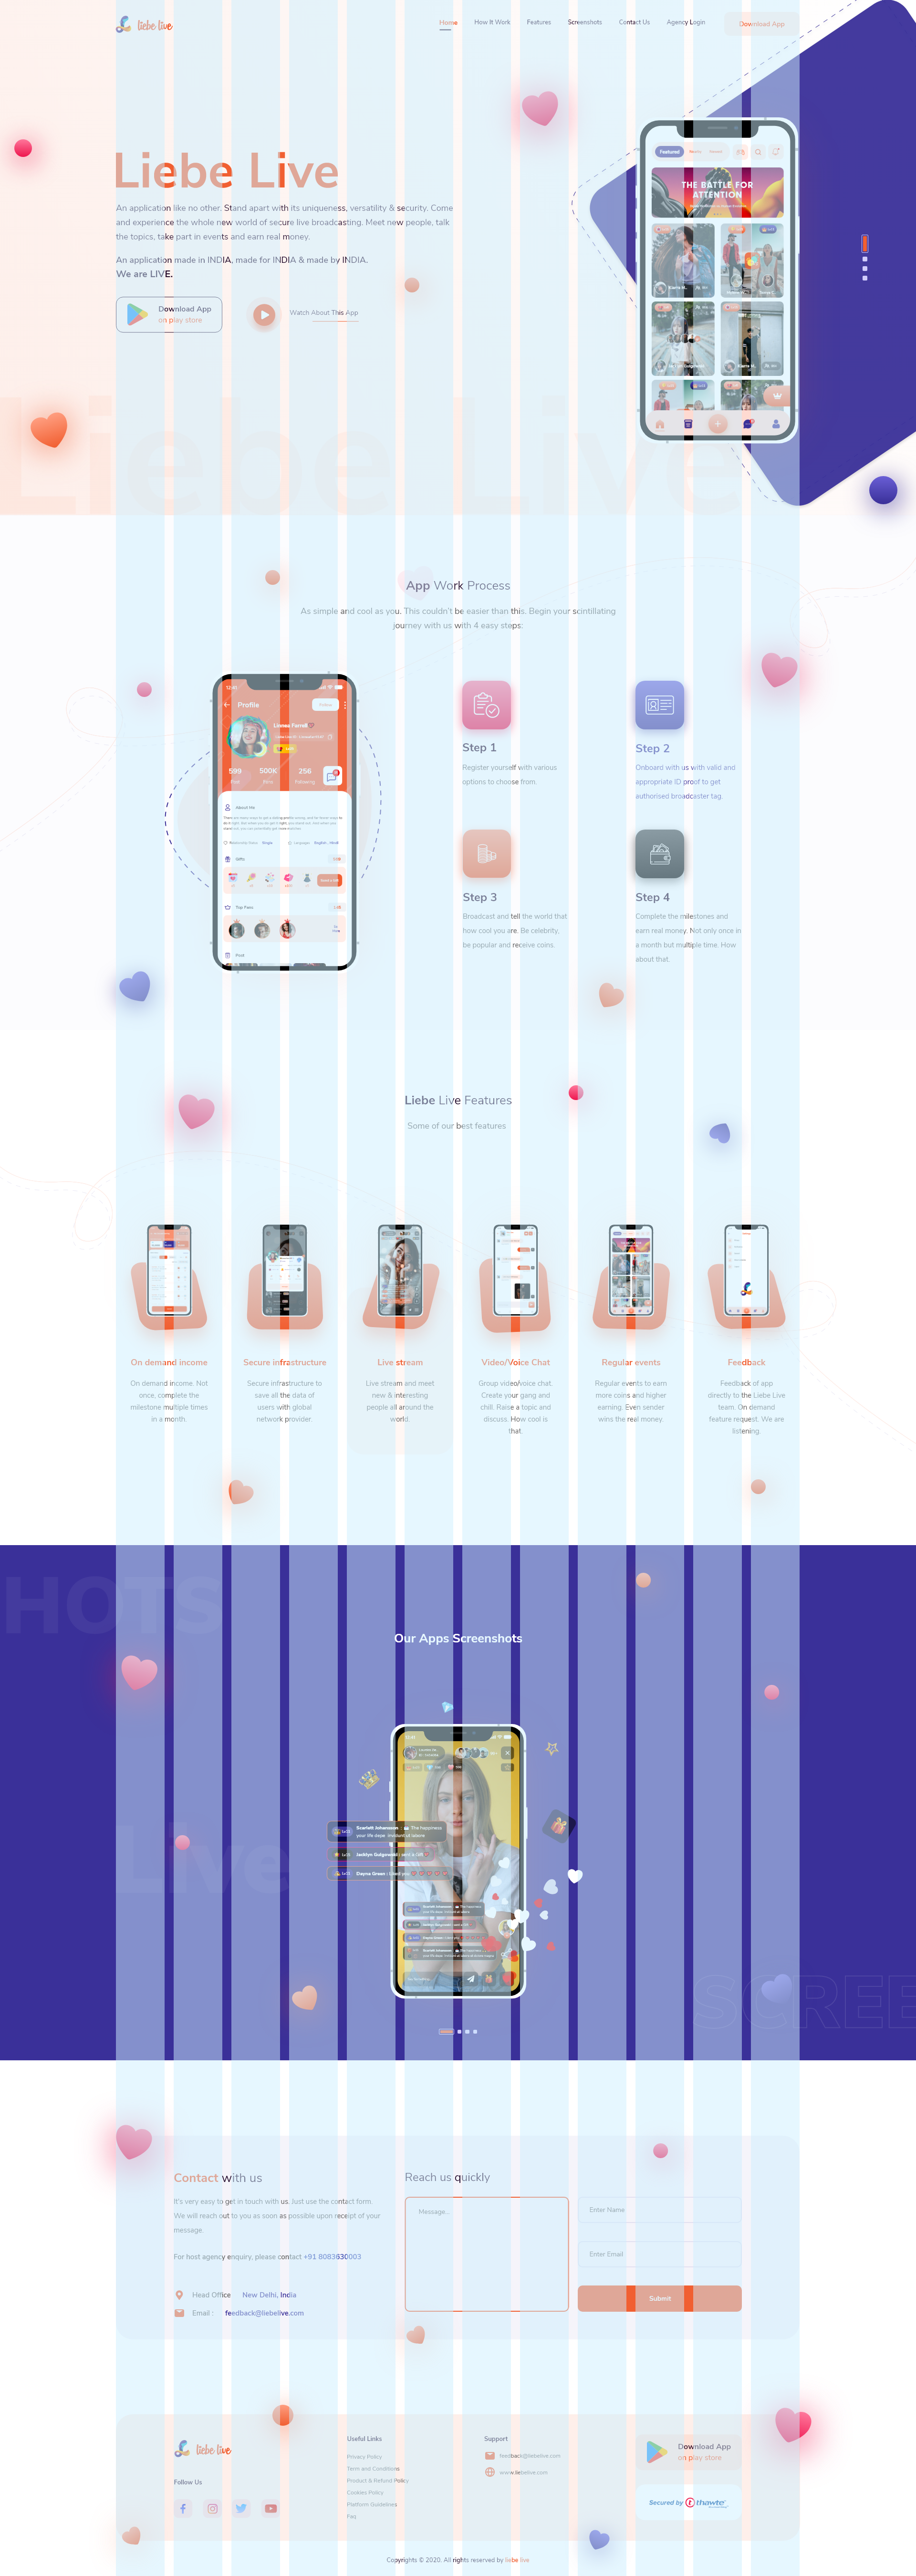 liebe live
Home
How It Work
Features
Screenshots
Contact Us
Agency Login
Download App
Liebe Live
An application like no other. Stand apart with its uniqueness, versatility & security. Come
and experience the whole new world of secure live broadcasting. Meet new people, talk
the topics, take part in events and earn real money.
An application made in INDIA, made for INDIA & made by INDIA.
We are LIVE.
Download App
on play store
Watch About This App
Featured
THE BATTLE FOR
ATTENTION
Liebe Live
App Work Process
As simple and cool as you. This couldn't be easier than this. Begin your scintillating
journey with us with 4 easy steps:
Profile
Follow
Linnea Farrell
599
500K
256
Following
About Me
Gifts
Top Fans
Post
Step 1
Register yourself with various
options to choose from
Step 2
Onboard with us with valid and
appropriate ID proof to get
authorised broadcaster tag.
Step 3
Broadcast and tell the world that
how cool you are. Be celebrity,
be popular and receive coins.
Step 4
Complete the milestones and
earn real money. Not only once in
a month but multiple time. How
about that.
Liebe Live Features
Some of our best features
On demand income
On demand income. Not
once, complete the
milestone multiple times
in a month.
Secure infrastructure
Secure infrastructure to
save all the data of
users with global
network provider.
Live stream
Live stream and meet
new & interesting
people all around the
world.
Video/Voice Chat
Group video/voice chat.
Create your gang and
chill. Raise a topic and
discuss. How cool is
that.
Regular events
Regular events to earn
more coins and higher
earning. Even sender
wins the real money.
Feedback
Feedback of app
directly to the Liebe Live
team. On demand
feature request. We are
listening.
HOTS
Our Apps Screenshots
Live
Scarlett Johansson : The happiness
Jacklyn Guigould : sent a Gift
Dayna Green : Liked you
SCREE
Contact with us
It's very easy to get in touch with us. Just use the contact form.
We will reach out to you as soon as possible upon receipt of your
message.
For host agency enquiry, please contact +91 8083630003
Head Office
New Delhi, India
Email :
feedback@liebelive.com
Reach us quickly
Message...
Enter Name
Enter Email
Submit
liebe live
Follow Us
Useful Links
Privacy Policy
Term and Conditions
Product & Refund Policy
Cookies Policy
Platform Guidelines
Faq
Support
feedback@liebelive.com
www.liebelive.com
Download App
on play store
Secured by thawte
Copyrights © 2020. All rights reserved by liebe live